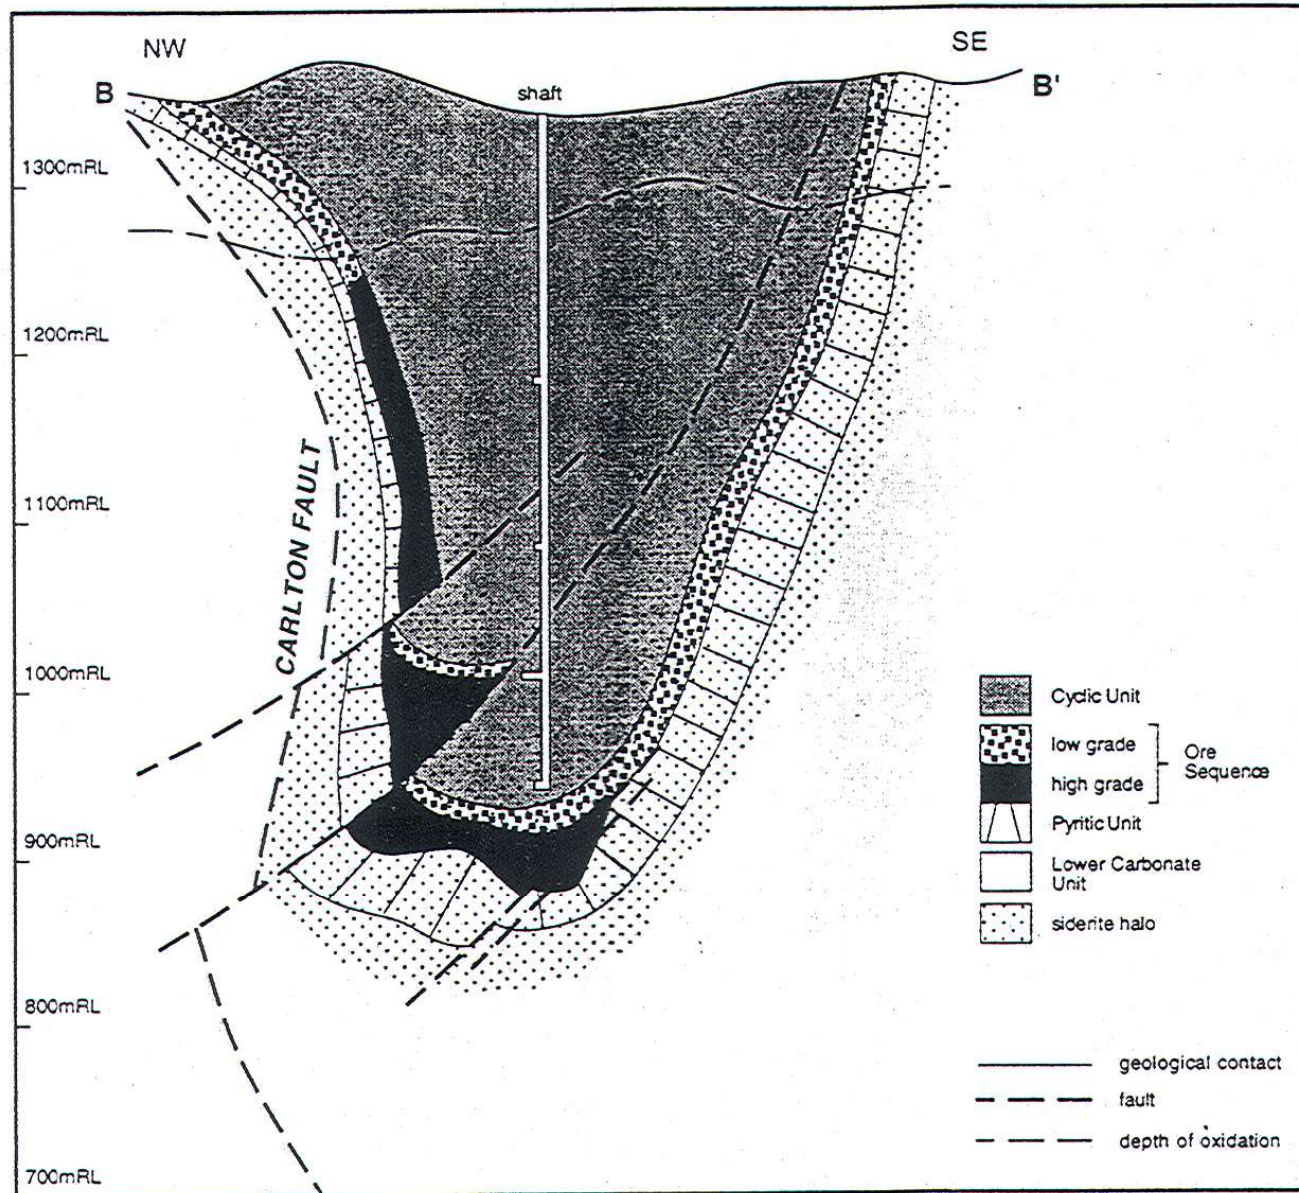 NW
SE
B
B'
shaft
1300mRL
1200mRL
1100mRL
1000mRL
900mRL
800mRL
700mRL
CARLTON FAULT
Cyclic Unit
low grade
high grade
Ore
Sequence
Pyritic Unit
Lower Carbonate
Unit
siderite halo
geological contact
fault
depth of oxidation